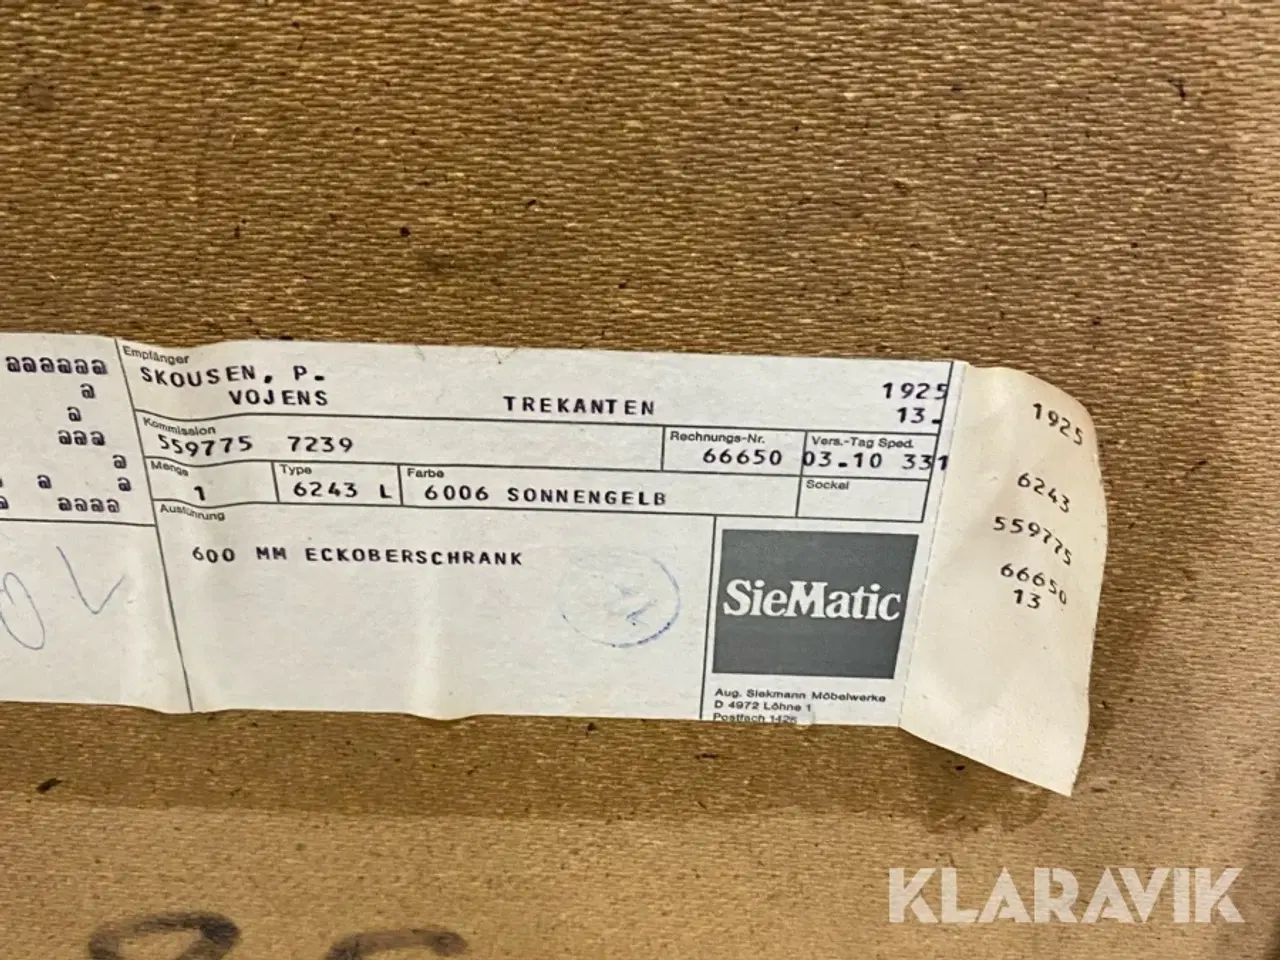 aaaaaa
a
a
aaa
a
a a
aaaa
Empfänger
SKOUSEN, P.
VOJENS TREKANTEN
1925
13.
Kommission
559775 7239
Rechnungs-Nr.
66650
Vers.-Tag Sped.
03.10 331
Menge
1
Type
6243 L
Farbe
6006 SONNENGELB
Sockel
Ausführung
600 MM ECKOBERSCHRANK
SieMatic
Aug. Siekmann Möbelwerke
D 4972 Löhne 1
Postfach 1426
1925
6243
559775
66650
13
KLARAVIK